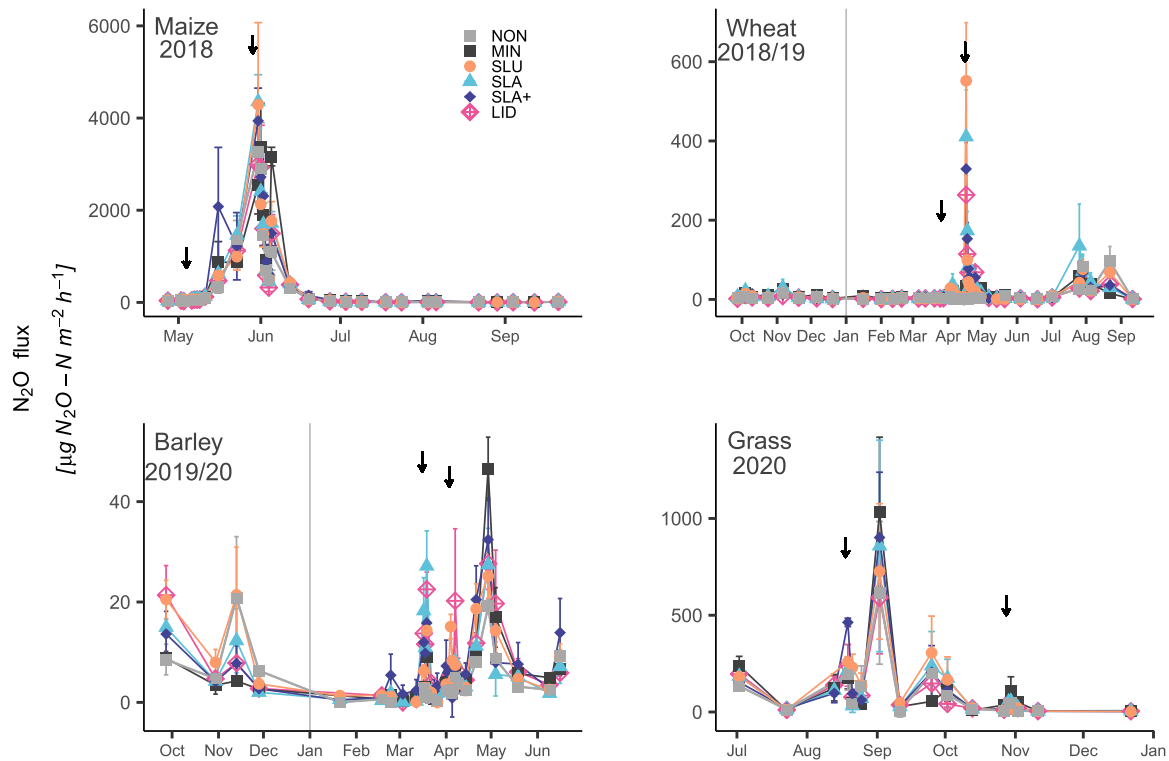 N₂O flux
[µg N₂O − N m⁻² h⁻¹]
Maize
2018
6000
4000
2000
0
May Jun Jul Aug Sep
NON
MIN
SLU
SLA
SLA+
LID
Wheat
2018/19
600
400
200
0
Oct Nov Dec Jan Feb Mar Apr May Jun Jul Aug Sep
Barley
2019/20
40
20
0
Oct Nov Dec Jan Feb Mar Apr May Jun
Grass
2020
1000
500
0
Jul Aug Sep Oct Nov Dec Jan